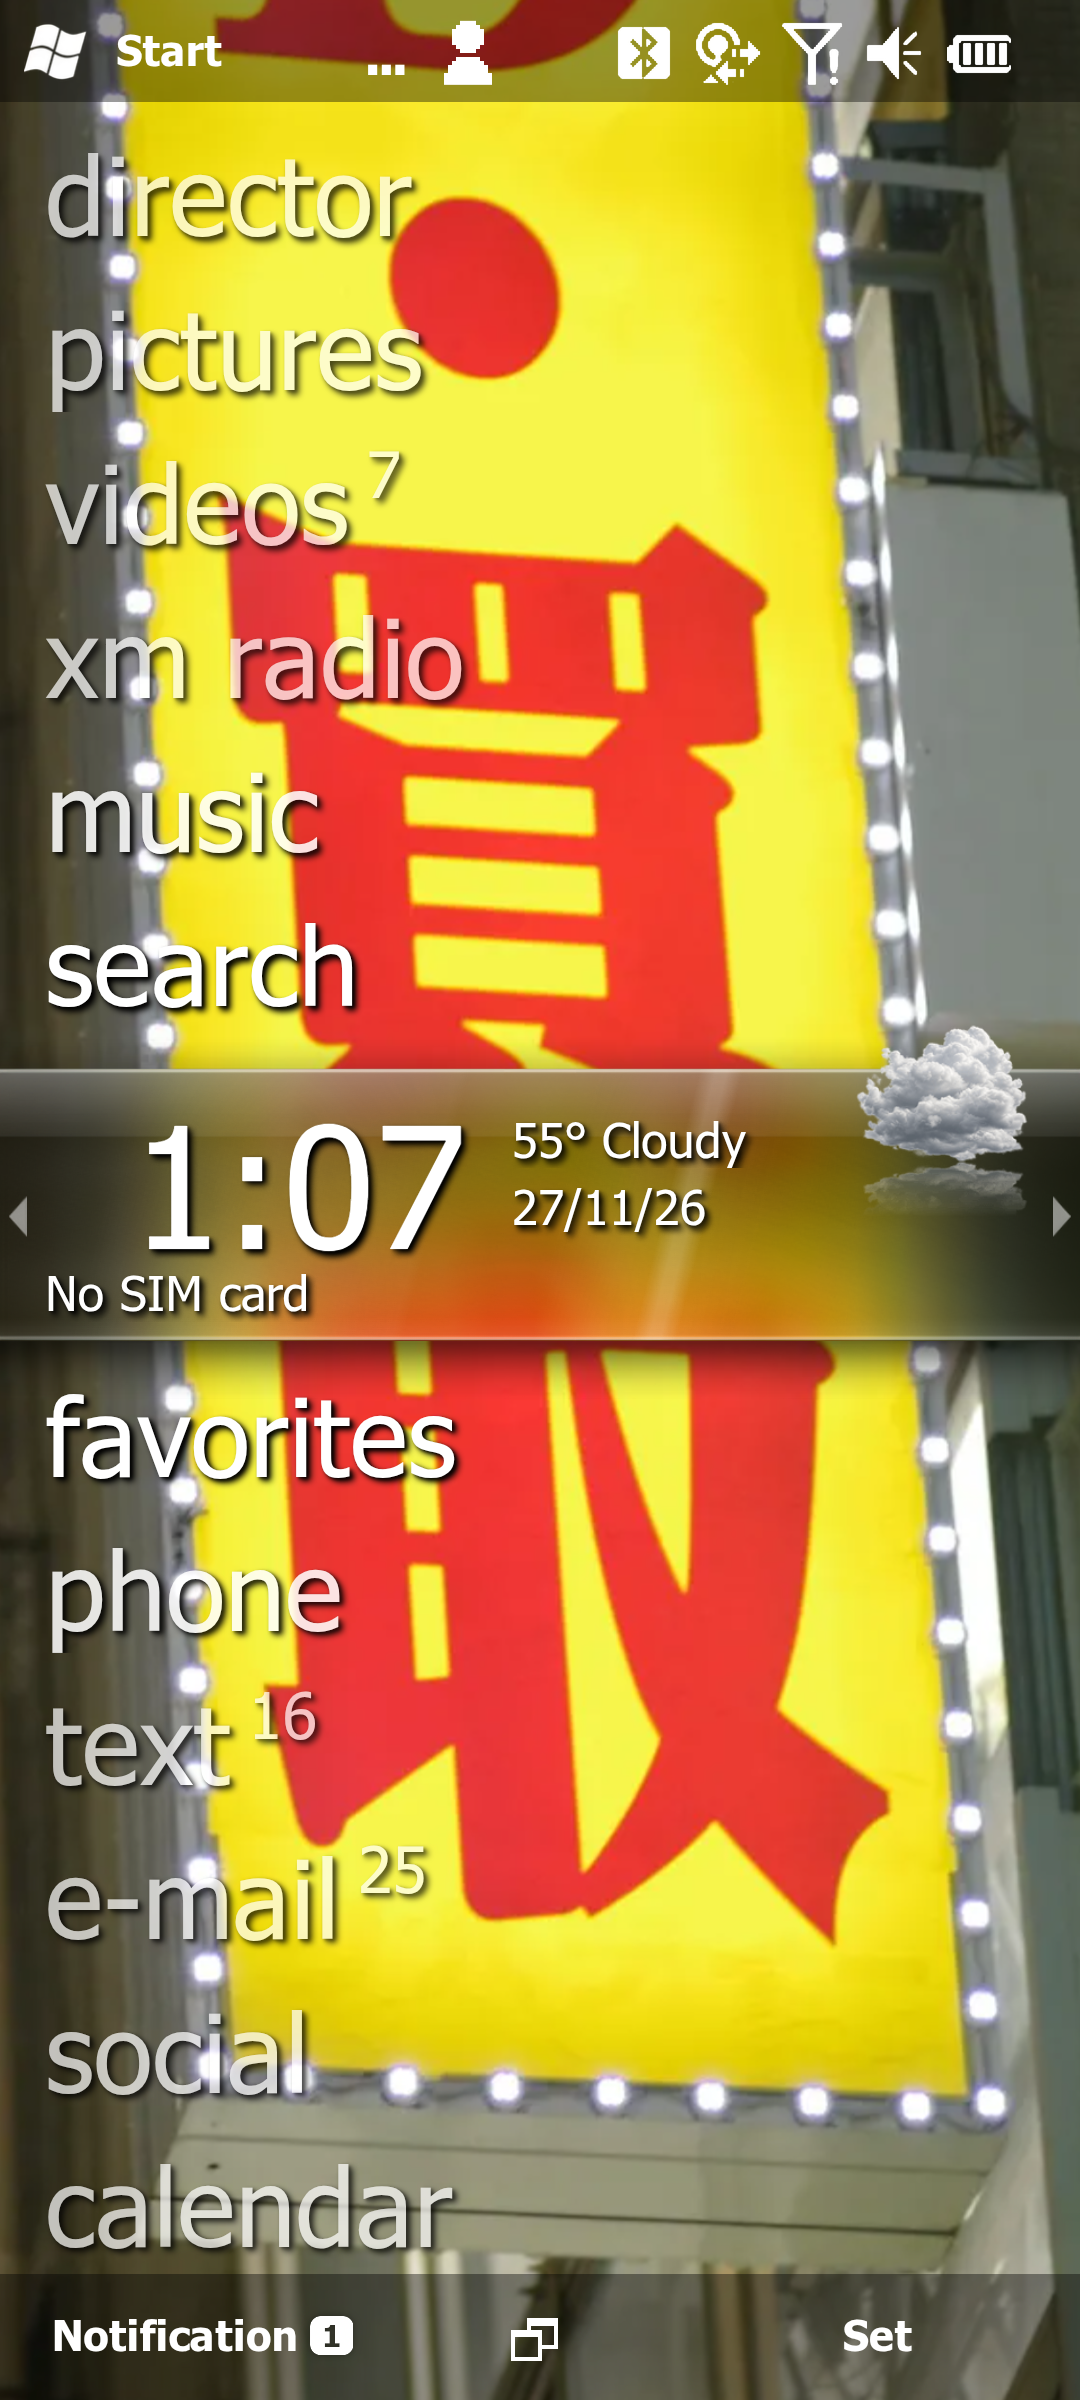 Start
director
pictures
videos 7
xm radio
music
search
1:07
55° Cloudy
27/11/26
No SIM card
favorites
phone
text 16
e-mail 25
social
calendar
Notification 1
Set
買取